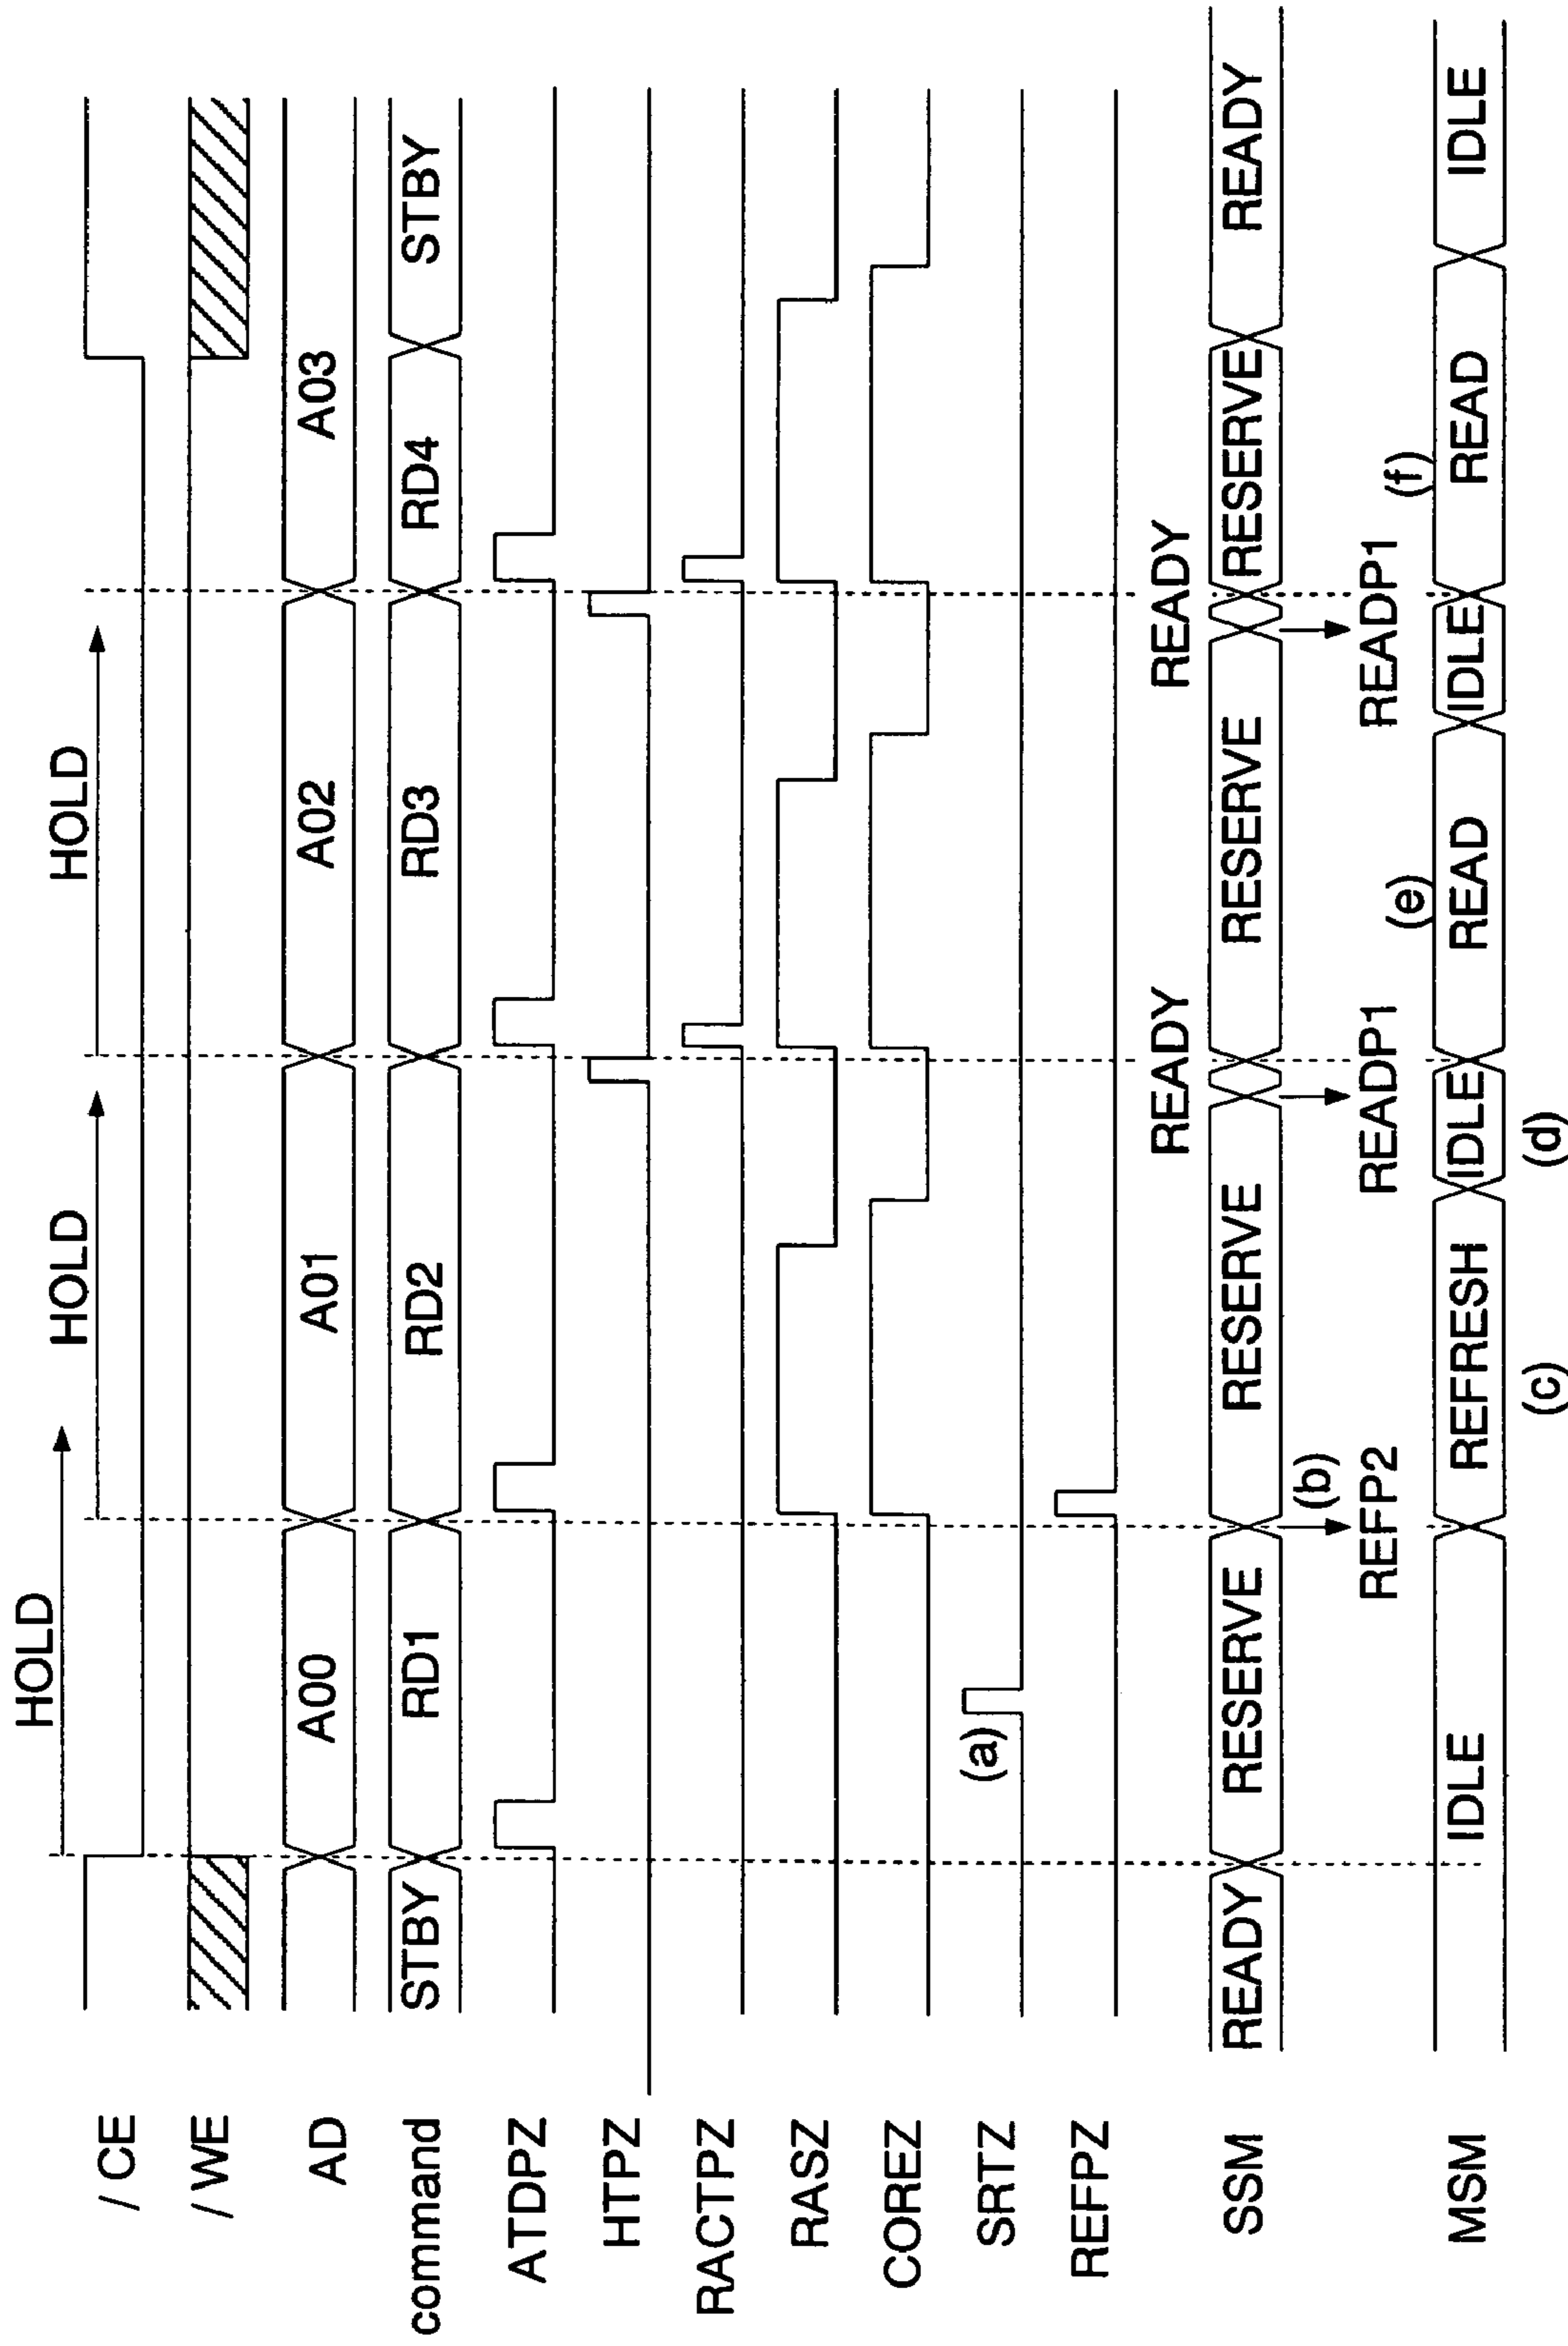 HOLD
HOLD HOLD
/ CE
/ WE
AD A00 A01 A02 A03
command STBY RD1 RD2 RD3 RD4 STBY
ATDPZ
HTPZ
RACTPZ
RASZ
COREZ
SRTZ (a)
REFPZ
READY READY
SSM READY RESERVE RESERVE RESERVE RESERVE READY
(b)
REFP2 READP1 READP1
(e) (f)
MSM IDLE REFRESH IDLE READ IDLE READ IDLE
(c) (d)